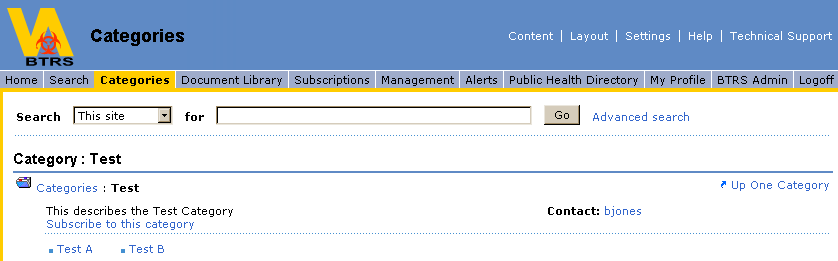 VA
BTRS
Categories
Content | Layout | Settings | Help | Technical Support
Home Search Categories Document Library Subscriptions Management Alerts Public Health Directory My Profile BTRS Admin Logoff
Search This site for Go Advanced search
Category : Test
Categories : Test Up One Category
This describes the Test Category Contact: bjones
Subscribe to this category
Test A Test B